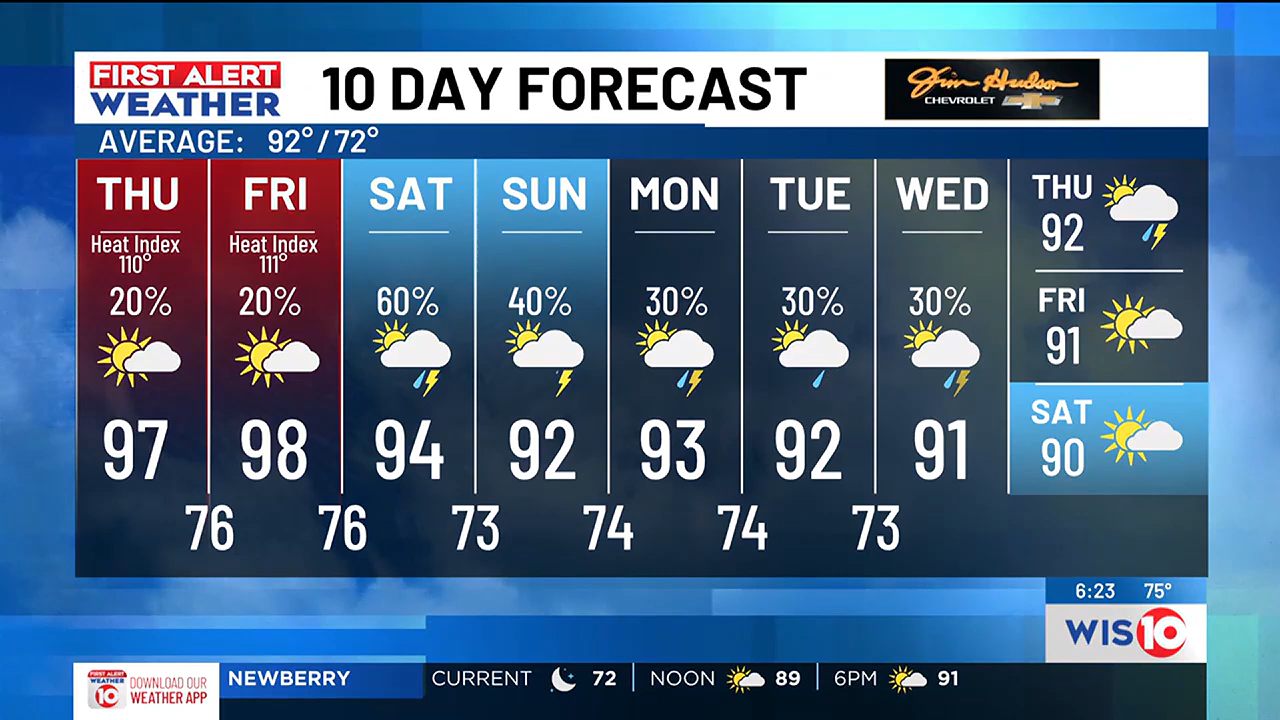 FIRST ALERT
WEATHER
10 DAY FORECAST
Jim Hudson
CHEVROLET
AVERAGE: 92°/72°
THU
Heat Index
110°
20%
97
FRI
Heat Index
111°
20%
98
SAT
60%
94
SUN
40%
92
MON
30%
93
TUE
30%
92
WED
30%
91
76
76
73
74
74
73
THU
92
FRI
91
SAT
90
6:23 75°
WIS10
FIRST ALERT
WEATHER
10
DOWNLOAD OUR
WEATHER APP
NEWBERRY
CURRENT 72 NOON 89 6PM 91